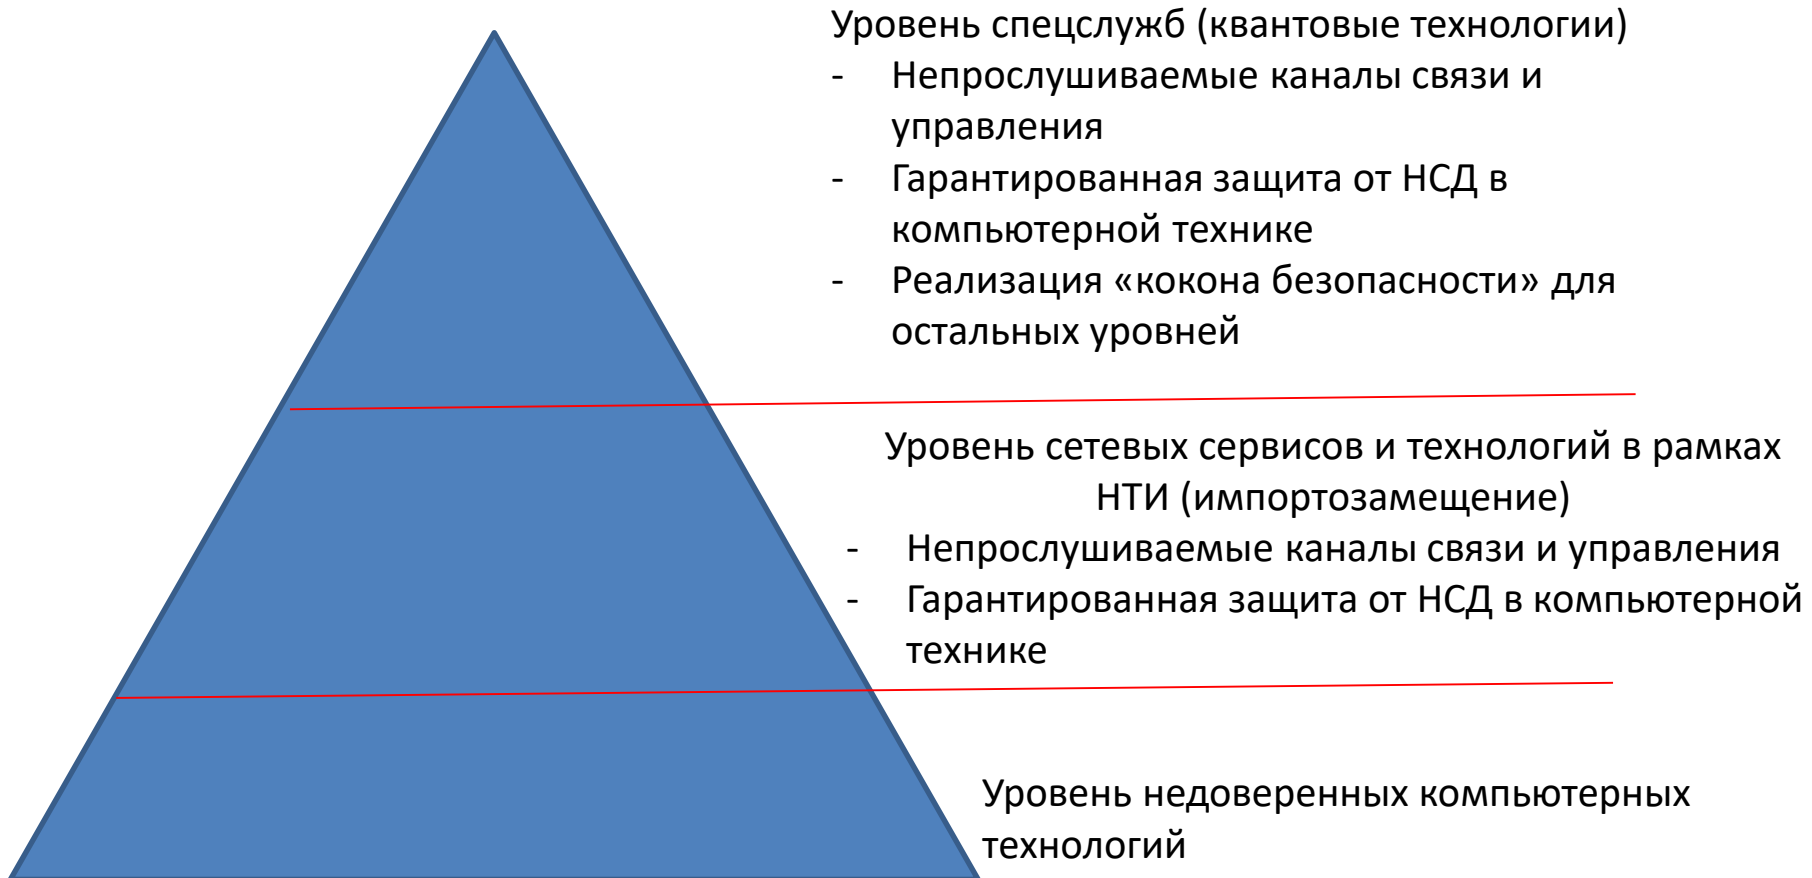 Уровень спецслужб (квантовые технологии)
- Непрослушиваемые каналы связи и
управления
- Гарантированная защита от НСД в
компьютерной технике
- Реализация «кокона безопасности» для
остальных уровней
Уровень сетевых сервисов и технологий в рамках
НТИ (импортозамещение)
- Непрослушиваемые каналы связи и управления
- Гарантированная защита от НСД в компьютерной
технике
Уровень недоверенных компьютерных
технологий